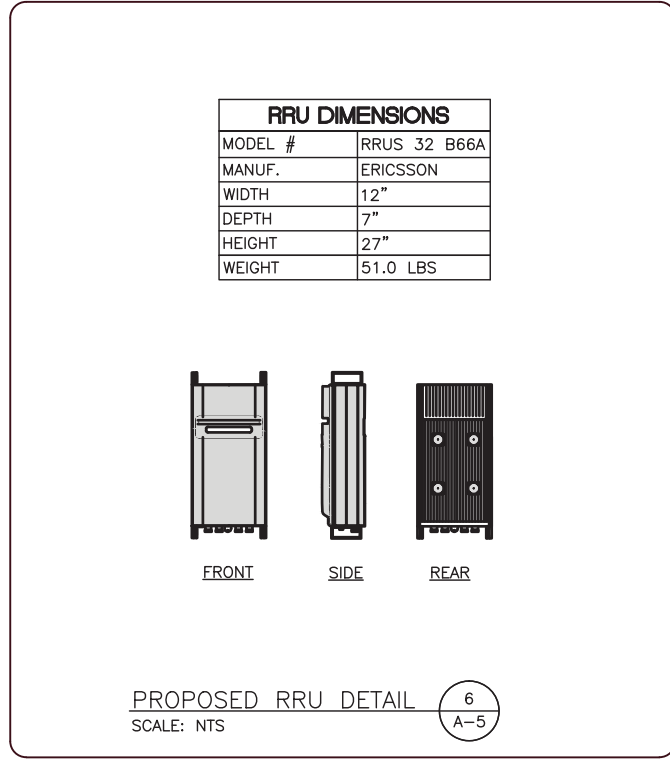 RRU DIMENSIONS
MODEL # RRUS 32 B66A
MANUF. ERICSSON
WIDTH 12"
DEPTH 7"
HEIGHT 27"
WEIGHT 51.0 LBS
FRONT SIDE REAR
PROPOSED RRU DETAIL 6
SCALE: NTS A-5